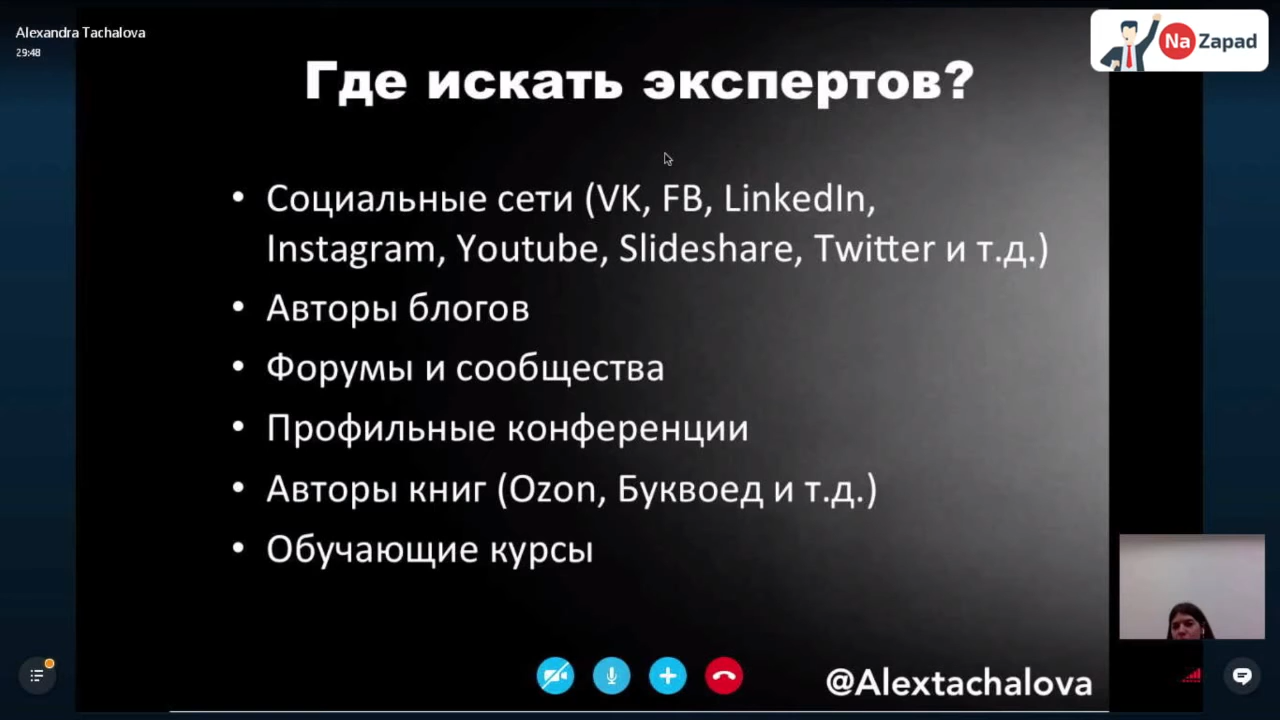 Alexandra Tachalova
29:48
Na Zapad
Где искать экспертов?
• Социальные сети (VK, FB, LinkedIn,
Instagram, Youtube, Slideshare, Twitter и т.д.)
• Авторы блогов
• Форумы и сообщества
• Профильные конференции
• Авторы книг (Ozon, Буквоед и т.д.)
• Обучающие курсы
@Alextachalova